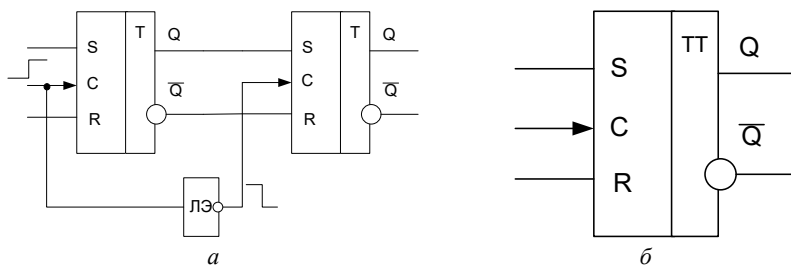 T Q T Q
S S
C Q̅ C Q̅
R R
ЛЭ
а
TT Q
S
C Q̅
R
б